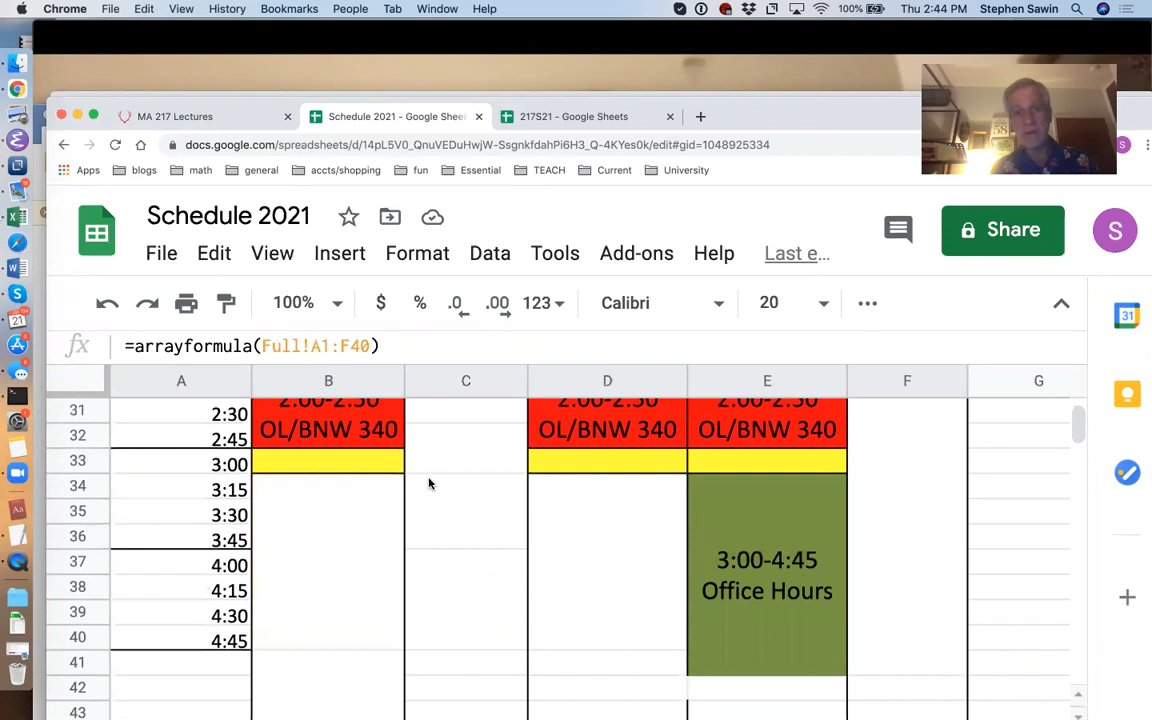 Chrome File Edit View History Bookmarks People Tab Window Help 100% Thu 2:44 PM Stephen Sawin
MA 217 Lectures × Schedule 2021 - Google Sheet × 217S21 - Google Sheets × +
docs.google.com/spreadsheets/d/14pL5V0_QnuVEDuHwjW-SsgnkfdahPi6H3_Q-4KYes0k/edit#gid=1048925334
Apps blogs math general accts/shopping fun Essential TEACH Current University
Schedule 2021
Share
S
File Edit View Insert Format Data Tools Add-ons Help Last e...
100% $ % .0 .00 123 Calibri 20 ...
fx =arrayformula(Full!A1:F40)
A B C D E F G
31 2:30 2:00-2:50 2:00-2:50 2:00-2:50
32 2:45 OL/BNW 340 OL/BNW 340 OL/BNW 340
33 3:00
34 3:15
35 3:30
36 3:45
37 4:00 3:00-4:45
38 4:15 Office Hours
39 4:30
40 4:45
41
42
43